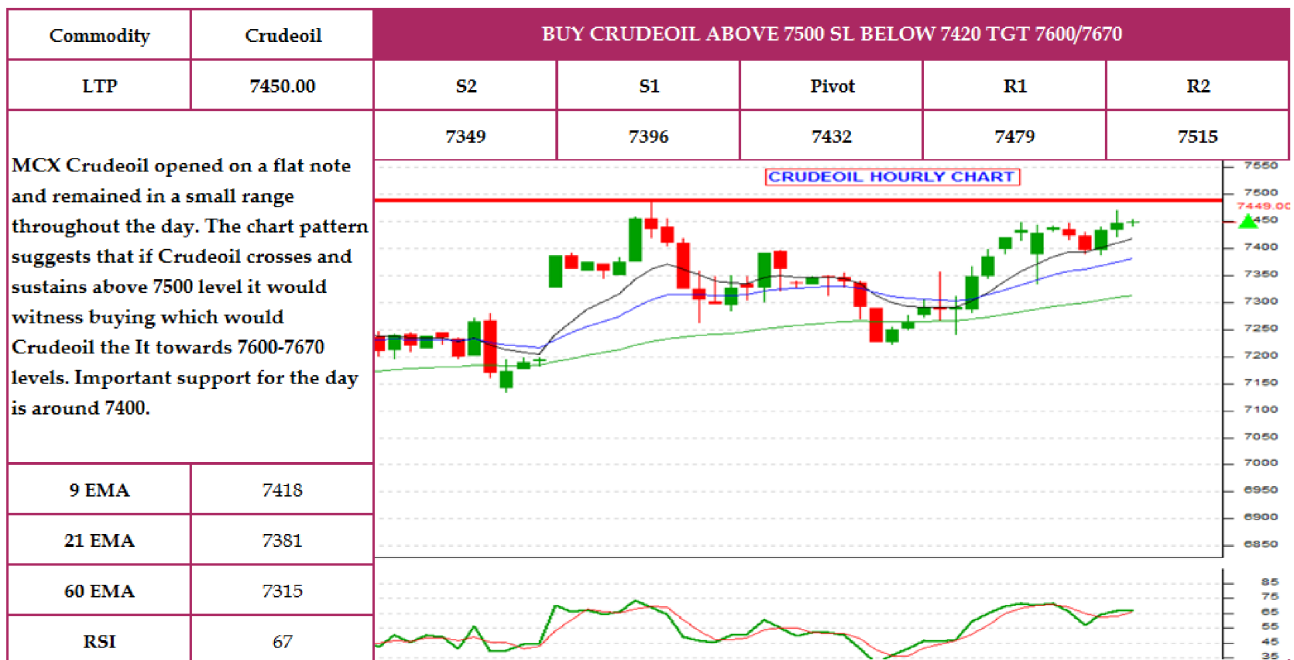 Commodity Crudeoil BUY CRUDEOIL ABOVE 7500 SL BELOW 7420 TGT 7600/7670
LTP 7450.00 S2 S1 Pivot R1 R2
7349 7396 7432 7479 7515
MCX Crudeoil opened on a flat note
and remained in a small range
throughout the day. The chart pattern
suggests that if Crudeoil crosses and
sustains above 7500 level it would
witness buying which would
Crudeoil the It towards 7600-7670
levels. Important support for the day
is around 7400.
9 EMA 7418
21 EMA 7381
60 EMA 7315
RSI 67
CRUDEOIL HOURLY CHART
7550
7500
7449.00
7400
7350
7300
7250
7200
7150
7100
7050
7000
6950
6900
6850
85
75
65
55
45
35